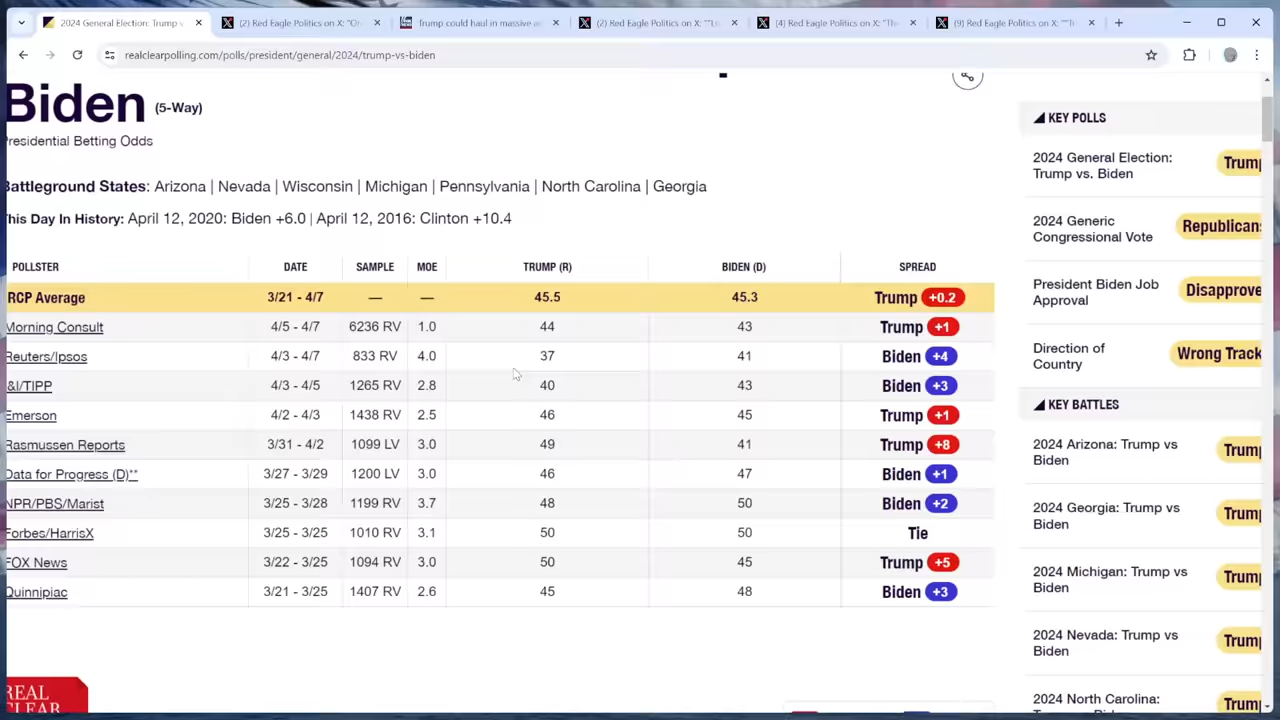 2024 General Election: Trump v
(2) Red Eagle Politics on X: "Or
Trump could haul in massive
(2) Red Eagle Politics on X: ""L
(4) Red Eagle Politics on X: "Th
(9) Red Eagle Politics on X: ""T
realclearpolling.com/polls/president/general/2024/trump-vs-biden
Biden (5-Way)
Presidential Betting Odds
Battleground States: Arizona | Nevada | Wisconsin | Michigan | Pennsylvania | North Carolina | Georgia
This Day In History: April 12, 2020: Biden +6.0 | April 12, 2016: Clinton +10.4
POLLSTER DATE SAMPLE MOE TRUMP (R) BIDEN (D) SPREAD
RCP Average 3/21 - 4/7 — — 45.5 45.3 Trump +0.2
Morning Consult 4/5 - 4/7 6236 RV 1.0 44 43 Trump +1
Reuters/Ipsos 4/3 - 4/7 833 RV 4.0 37 41 Biden +4
I&I/TIPP 4/3 - 4/5 1265 RV 2.8 40 43 Biden +3
Emerson 4/2 - 4/3 1438 RV 2.5 46 45 Trump +1
Rasmussen Reports 3/31 - 4/2 1099 LV 3.0 49 41 Trump +8
Data for Progress (D)** 3/27 - 3/29 1200 LV 3.0 46 47 Biden +1
NPR/PBS/Marist 3/25 - 3/28 1199 RV 3.7 48 50 Biden +2
Forbes/HarrisX 3/25 - 3/25 1010 RV 3.1 50 50 Tie
FOX News 3/22 - 3/25 1094 RV 3.0 50 45 Trump +5
Quinnipiac 3/21 - 3/25 1407 RV 2.6 45 48 Biden +3
REAL
CLEAR
KEY POLLS
2024 General Election:
Trump vs. Biden
Trump
2024 Generic
Congressional Vote
Republicans
President Biden Job
Approval
Disapprove
Direction of
Country
Wrong Track
KEY BATTLES
2024 Arizona: Trump vs
Biden
Trump
2024 Georgia: Trump vs
Biden
Trump
2024 Michigan: Trump vs
Biden
Trump
2024 Nevada: Trump vs
Biden
Trump
2024 North Carolina:
Trump